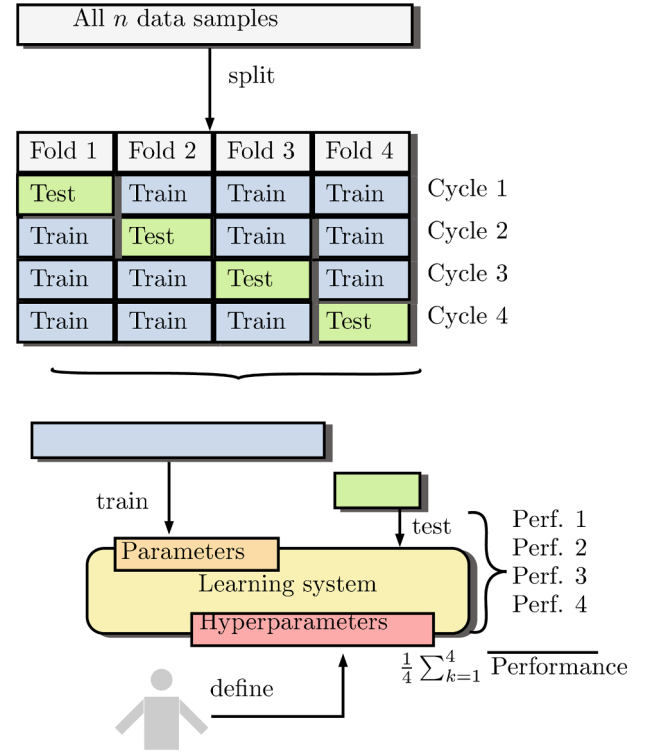 All n data samples
split
Fold 1 Fold 2 Fold 3 Fold 4
Test Train Train Train Cycle 1
Train Test Train Train Cycle 2
Train Train Test Train Cycle 3
Train Train Train Test Cycle 4
train
test
Parameters
Learning system
Hyperparameters
Perf. 1
Perf. 2
Perf. 3
Perf. 4
1/4 ∑_{k=1}^{4} Performance
define